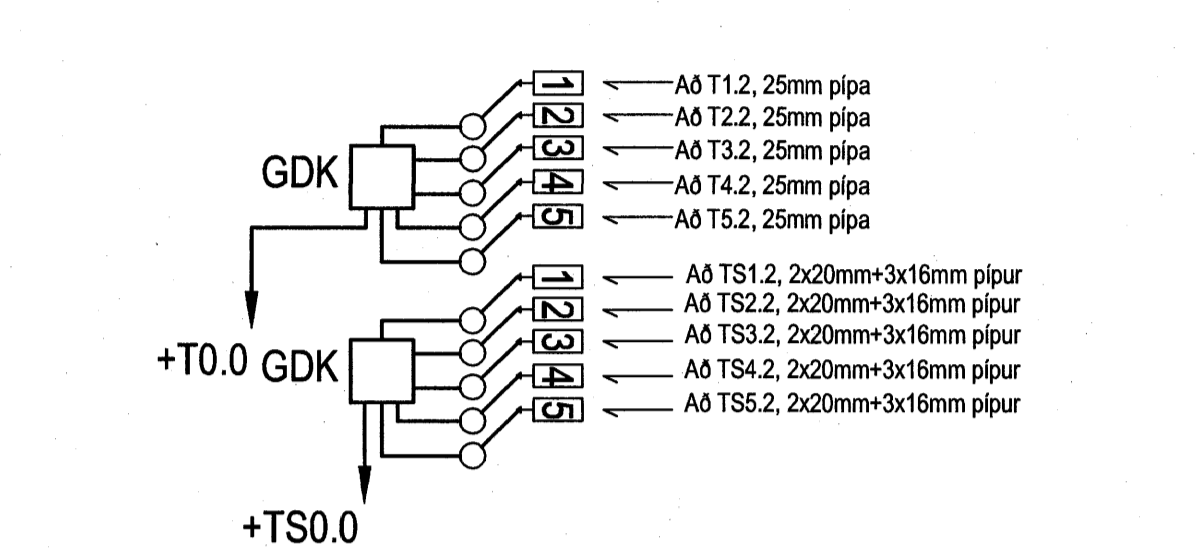 1 Að T1.2, 25mm pípa
2 Að T2.2, 25mm pípa
3 Að T3.2, 25mm pípa
GDK
4 Að T4.2, 25mm pípa
5 Að T5.2, 25mm pípa
1 Að TS1.2, 2x20mm+3x16mm pípur
2 Að TS2.2, 2x20mm+3x16mm pípur
3 Að TS3.2, 2x20mm+3x16mm pípur
+T0.0 GDK
4 Að TS4.2, 2x20mm+3x16mm pípur
5 Að TS5.2, 2x20mm+3x16mm pípur
+TS0.0